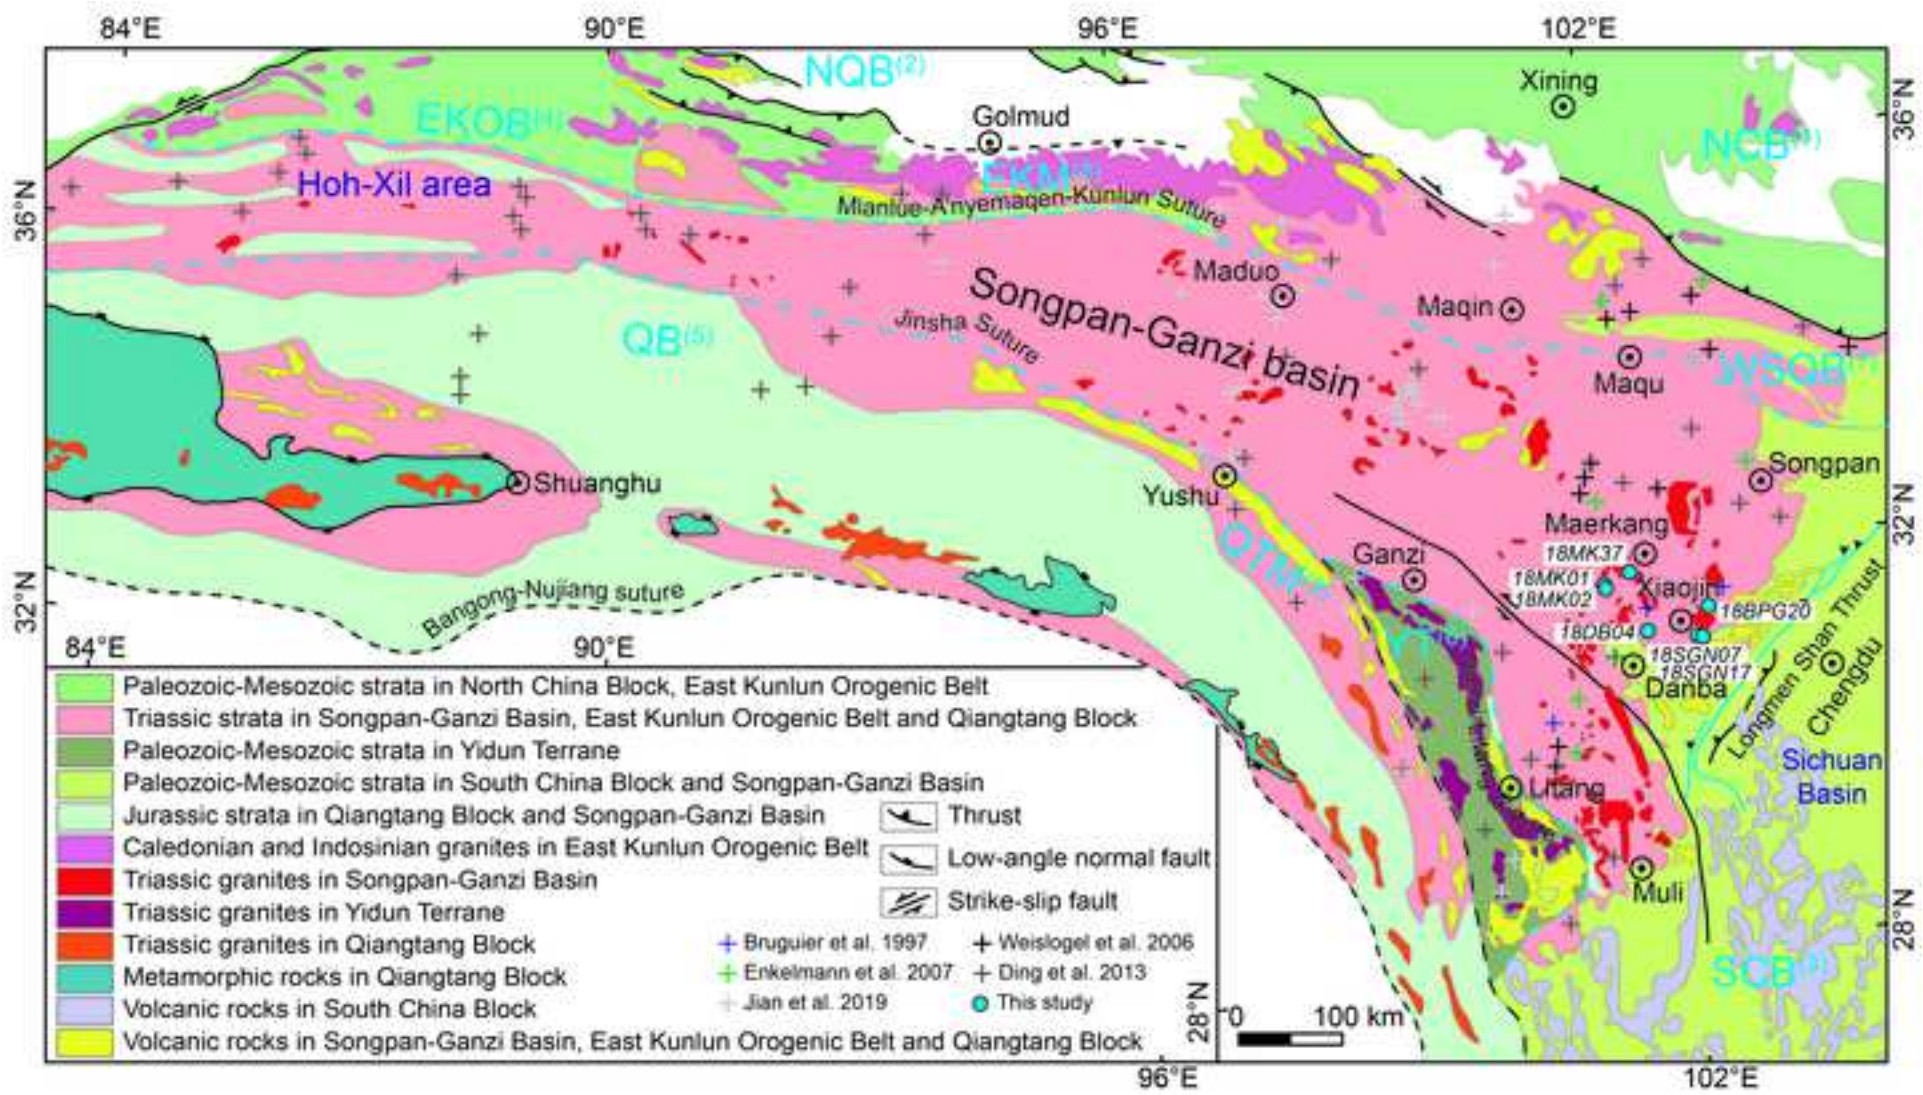 84°E 90°E 96°E 102°E
NQB(2)
Xining
36°N
EKOB(4)
Golmud
NCB
Hoh-Xil area
EKM
36°N
Mianlue-A'nyemaqen-Kunlun Suture
Maduo
Songpan-Ganzi basin
Maqin
QB(5)
Jinsha Suture
Maqu
WSQB
Songpan
Shuanghu
Yushu
32°N
Maerkang
QTM
Ganzi
18MK37
18MK01
Xiaojin
18MK02
16BPG20
32°N
Bangong-Nujiang suture
18DB04
18SGN07
18SGN17
Danba
Longmen Shan Thrust
Chengdu
84°E 90°E
Sichuan
Basin
Litang
Muli
28°N
SCB
Paleozoic-Mesozoic strata in North China Block, East Kunlun Orogenic Belt
Triassic strata in Songpan-Ganzi Basin, East Kunlun Orogenic Belt and Qiangtang Block
Paleozoic-Mesozoic strata in Yidun Terrane
Paleozoic-Mesozoic strata in South China Block and Songpan-Ganzi Basin
Jurassic strata in Qiangtang Block and Songpan-Ganzi Basin
Caledonian and Indosinian granites in East Kunlun Orogenic Belt
Triassic granites in Songpan-Ganzi Basin
Triassic granites in Yidun Terrane
Triassic granites in Qiangtang Block
Metamorphic rocks in Qiangtang Block
Volcanic rocks in South China Block
Volcanic rocks in Songpan-Ganzi Basin, East Kunlun Orogenic Belt and Qiangtang Block
Thrust
Low-angle normal fault
Strike-slip fault
Bruguier et al. 1997
Weislogel et al. 2006
Enkelmann et al. 2007
Ding et al. 2013
Jian et al. 2019
This study
28°N
0 100 km
96°E 102°E